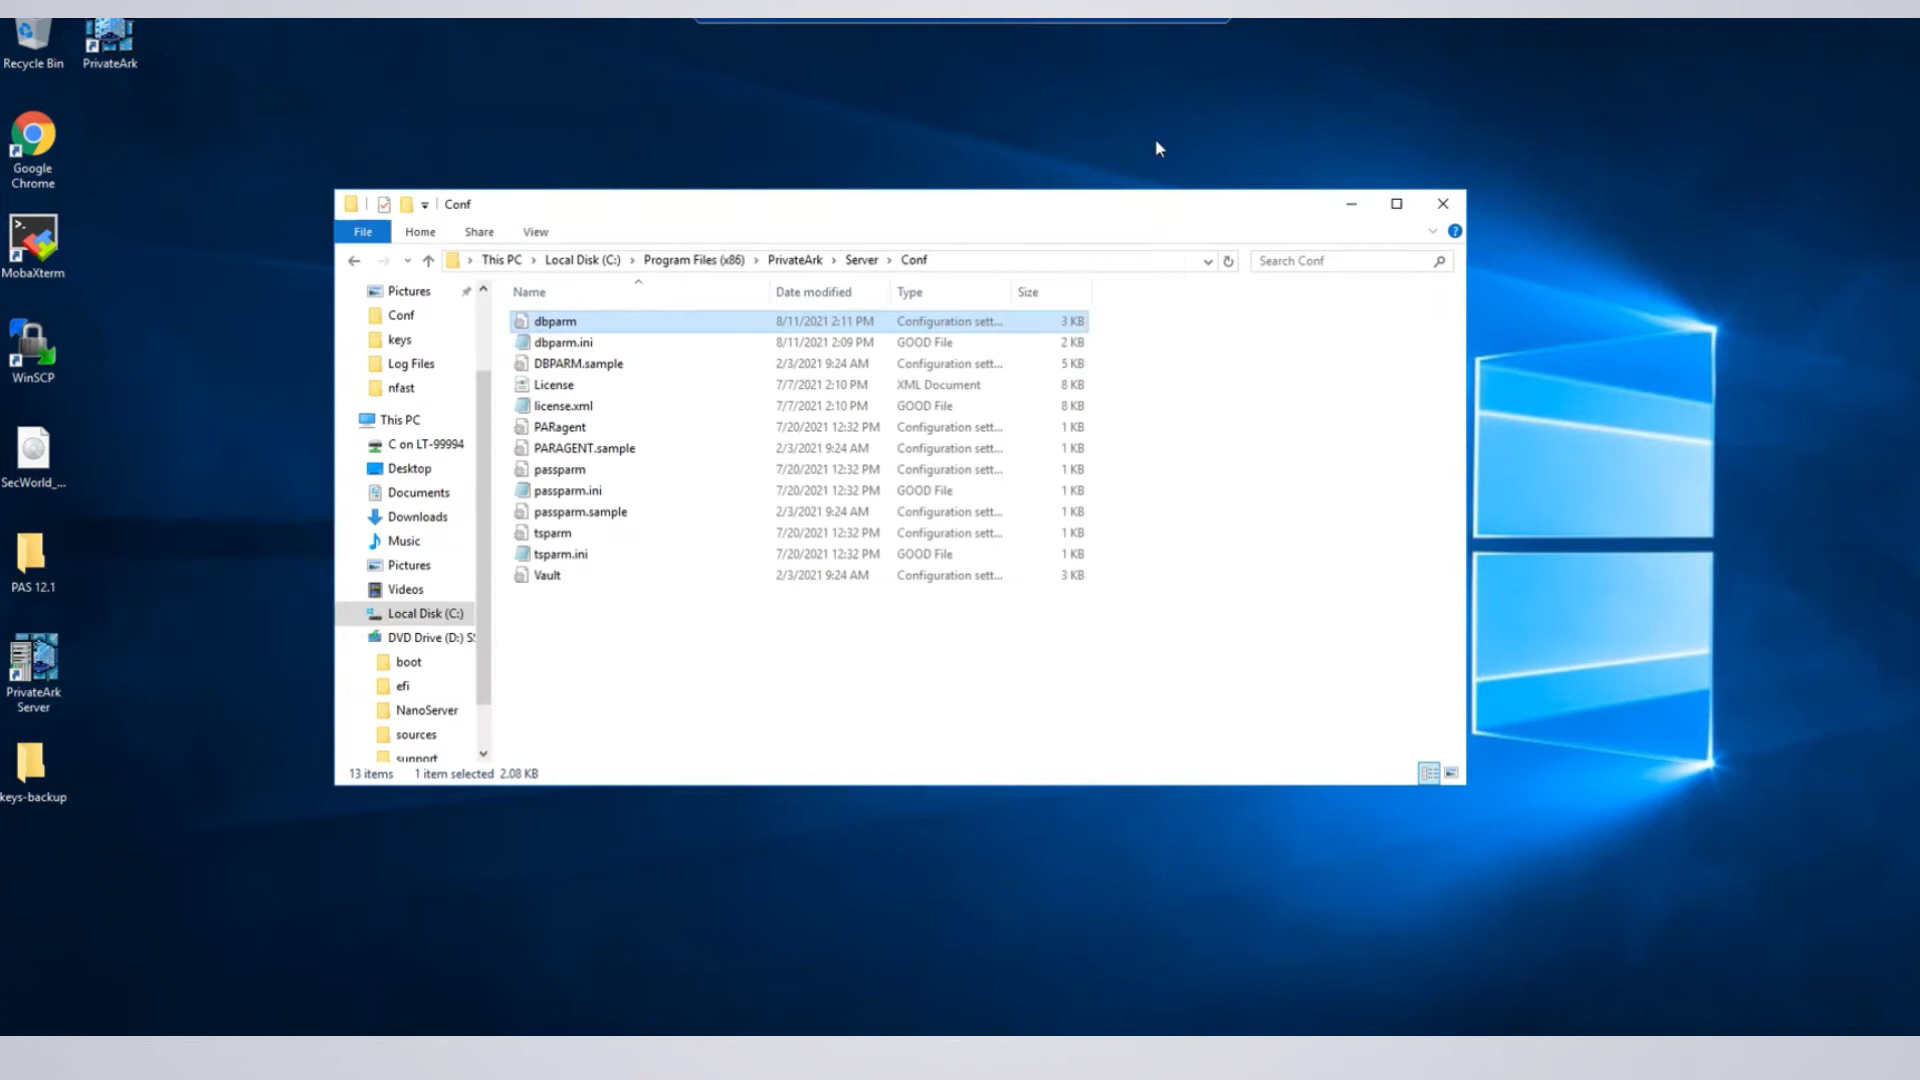 Recycle Bin
PrivateArk
Google
Chrome
MobaXterm
WinSCP
SecWorld_...
PAS 12.1
PrivateArk
Server
keys-backup
Conf
File Home Share View
This PC › Local Disk (C:) › Program Files (x86) › PrivateArk › Server › Conf
Search Conf
Pictures
Conf
keys
Log Files
nfast
This PC
C on LT-99994
Desktop
Documents
Downloads
Music
Pictures
Videos
Local Disk (C:)
DVD Drive (D:) S
boot
efi
NanoServer
sources
support
Name Date modified Type Size
dbparm 8/11/2021 2:11 PM Configuration sett... 3 KB
dbparm.ini 8/11/2021 2:09 PM GOOD File 2 KB
DBPARM.sample 2/3/2021 9:24 AM Configuration sett... 5 KB
License 7/7/2021 2:10 PM XML Document 8 KB
license.xml 7/7/2021 2:10 PM GOOD File 8 KB
PARagent 7/20/2021 12:32 PM Configuration sett... 1 KB
PARAGENT.sample 2/3/2021 9:24 AM Configuration sett... 1 KB
passparm 7/20/2021 12:32 PM Configuration sett... 1 KB
passparm.ini 7/20/2021 12:32 PM GOOD File 1 KB
passparm.sample 2/3/2021 9:24 AM Configuration sett... 1 KB
tsparm 7/20/2021 12:32 PM Configuration sett... 1 KB
tsparm.ini 7/20/2021 12:32 PM GOOD File 1 KB
Vault 2/3/2021 9:24 AM Configuration sett... 3 KB
13 items 1 item selected 2.08 KB